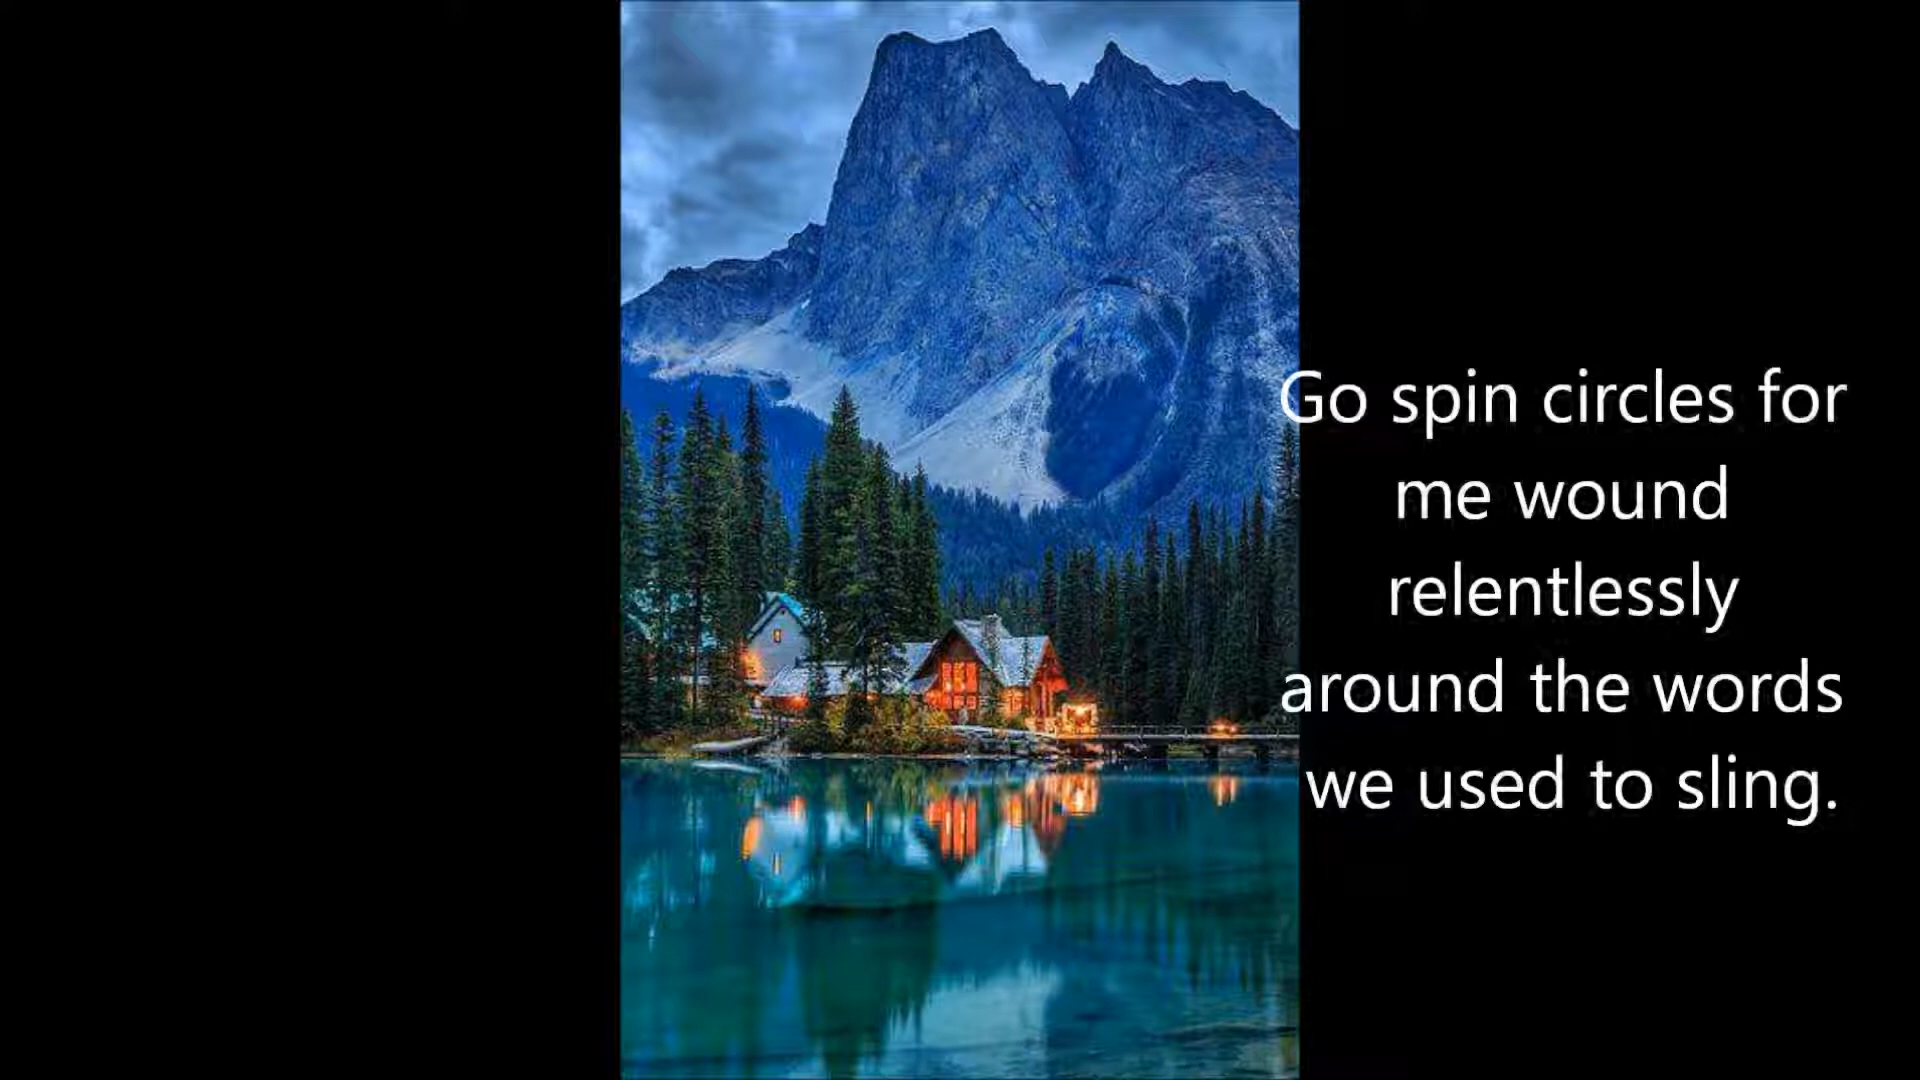 Go spin circles for
me wound
relentlessly
around the words
we used to sling.